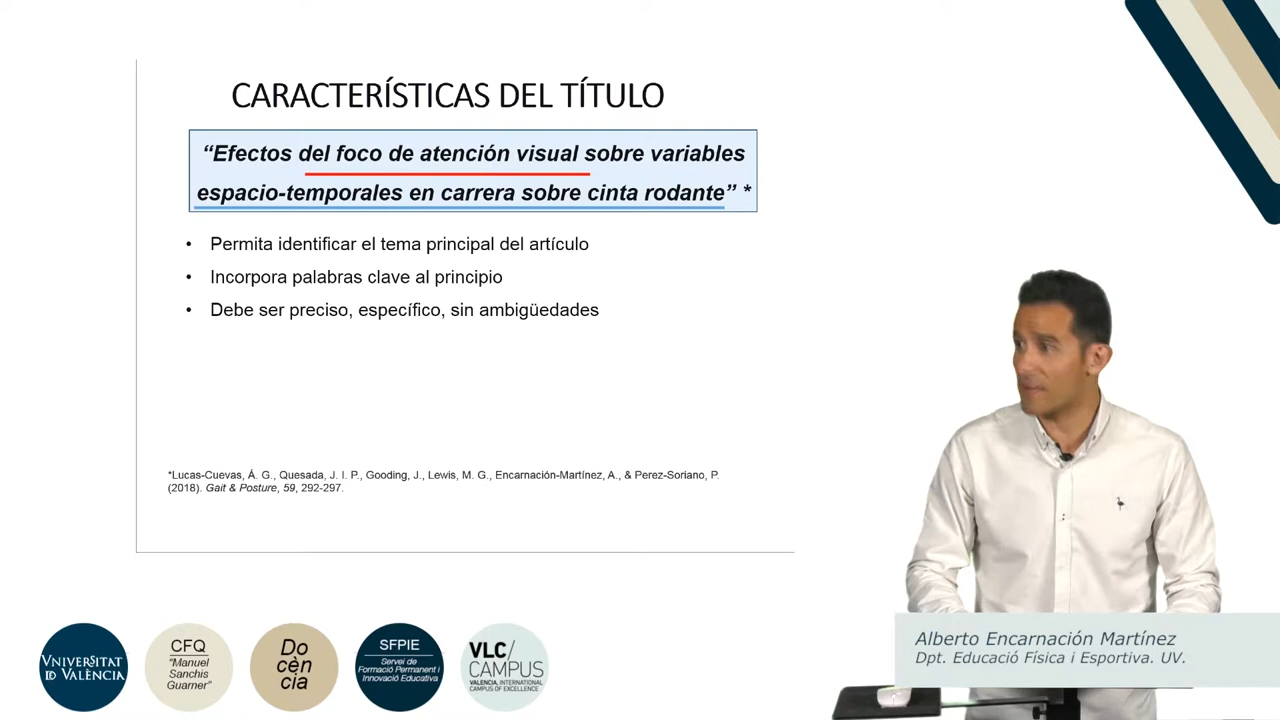 CARACTERÍSTICAS DEL TÍTULO
“Efectos del foco de atención visual sobre variables
espacio-temporales en carrera sobre cinta rodante” *
• Permita identificar el tema principal del artículo
• Incorpora palabras clave al principio
• Debe ser preciso, específico, sin ambigüedades
*Lucas-Cuevas, Á. G., Quesada, J. I. P., Gooding, J., Lewis, M. G., Encarnación-Martínez, A., & Perez-Soriano, P.
(2018). Gait & Posture, 59, 292-297.
Alberto Encarnación Martínez
Dpt. Educació Física i Esportiva. UV.
VNIVERSITAT
ID VALÈNCIA
CFQ
“Manuel
Sanchis
Guarner”
Do
cèn
cia
SFPIE
Servei de
Formació Permanent i
Innovació Educativa
VLC/
CAMPUS
VALENCIA, INTERNATIONAL
CAMPUS OF EXCELLENCE